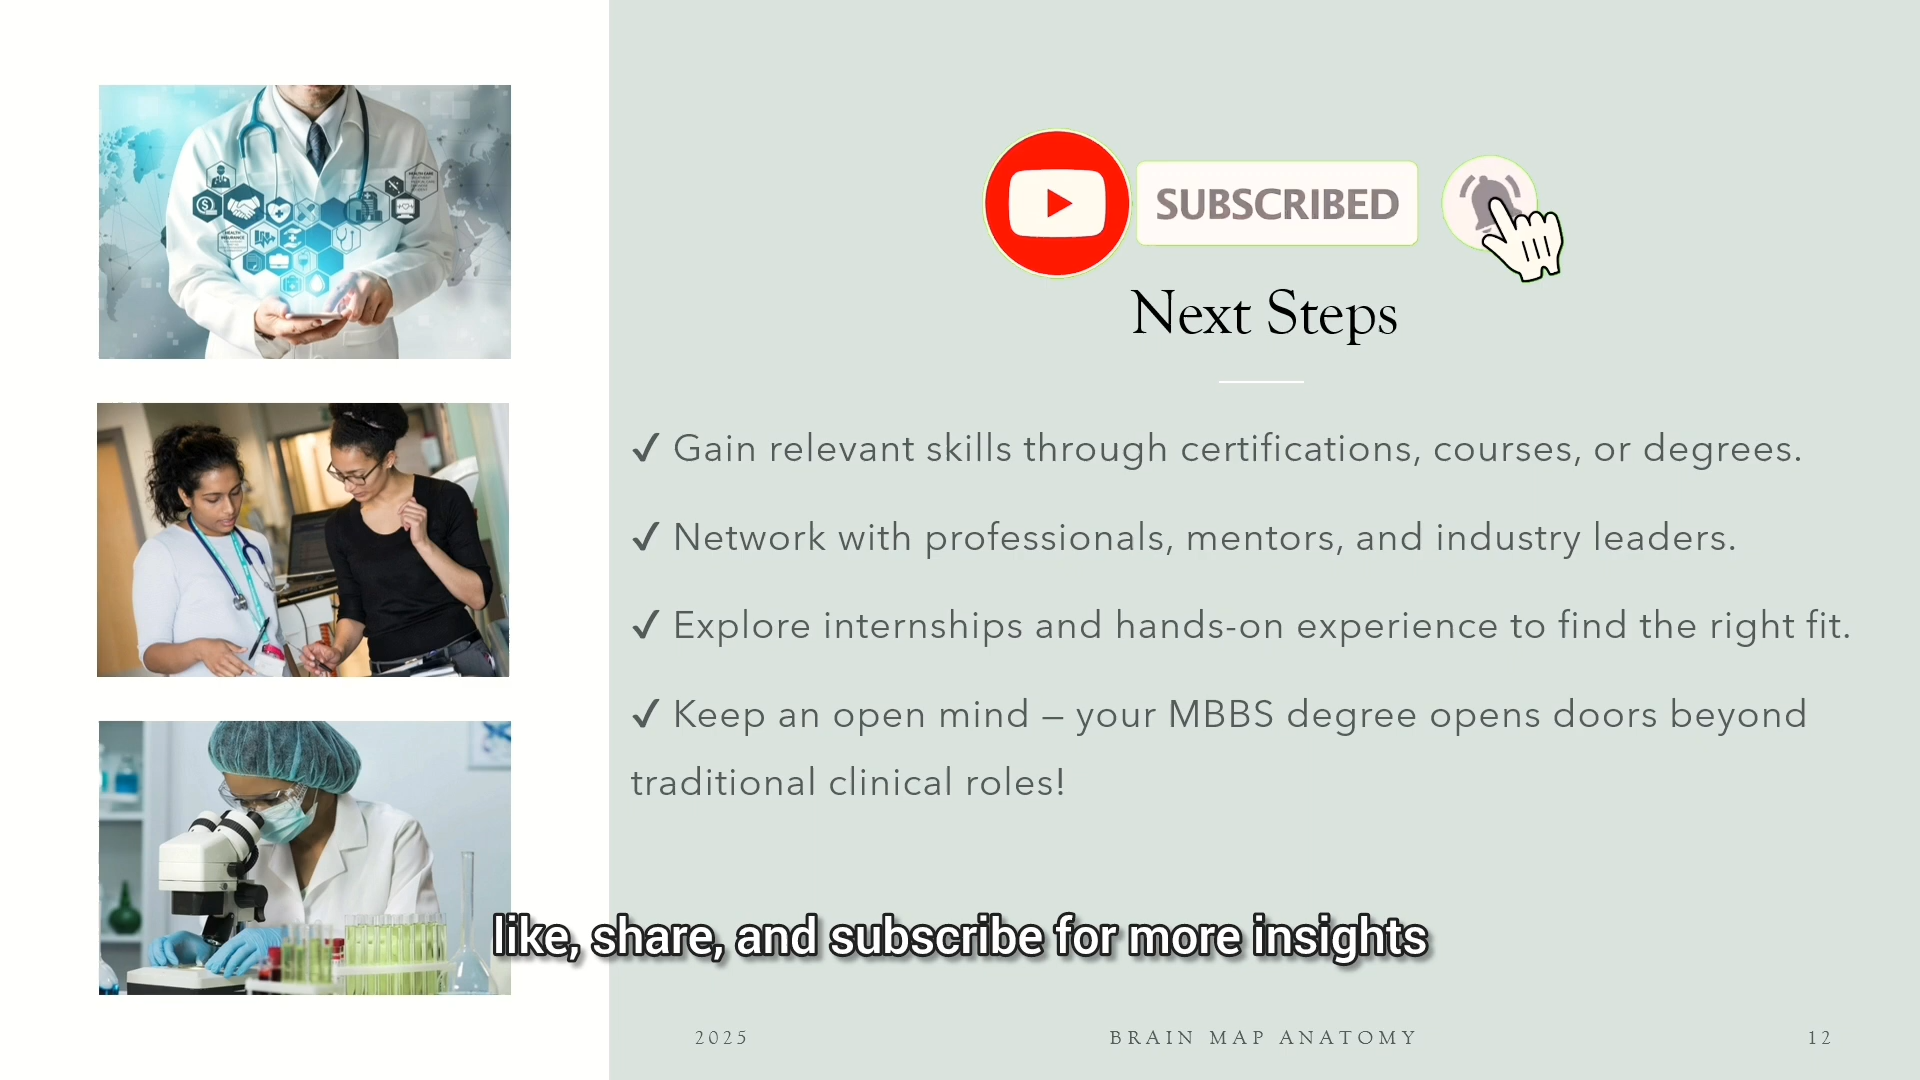 SUBSCRIBED
Next Steps
✓ Gain relevant skills through certifications, courses, or degrees.
✓ Network with professionals, mentors, and industry leaders.
✓ Explore internships and hands-on experience to find the right fit.
✓ Keep an open mind – your MBBS degree opens doors beyond
traditional clinical roles!
like, share, and subscribe for more insights
2025
BRAIN MAP ANATOMY
12